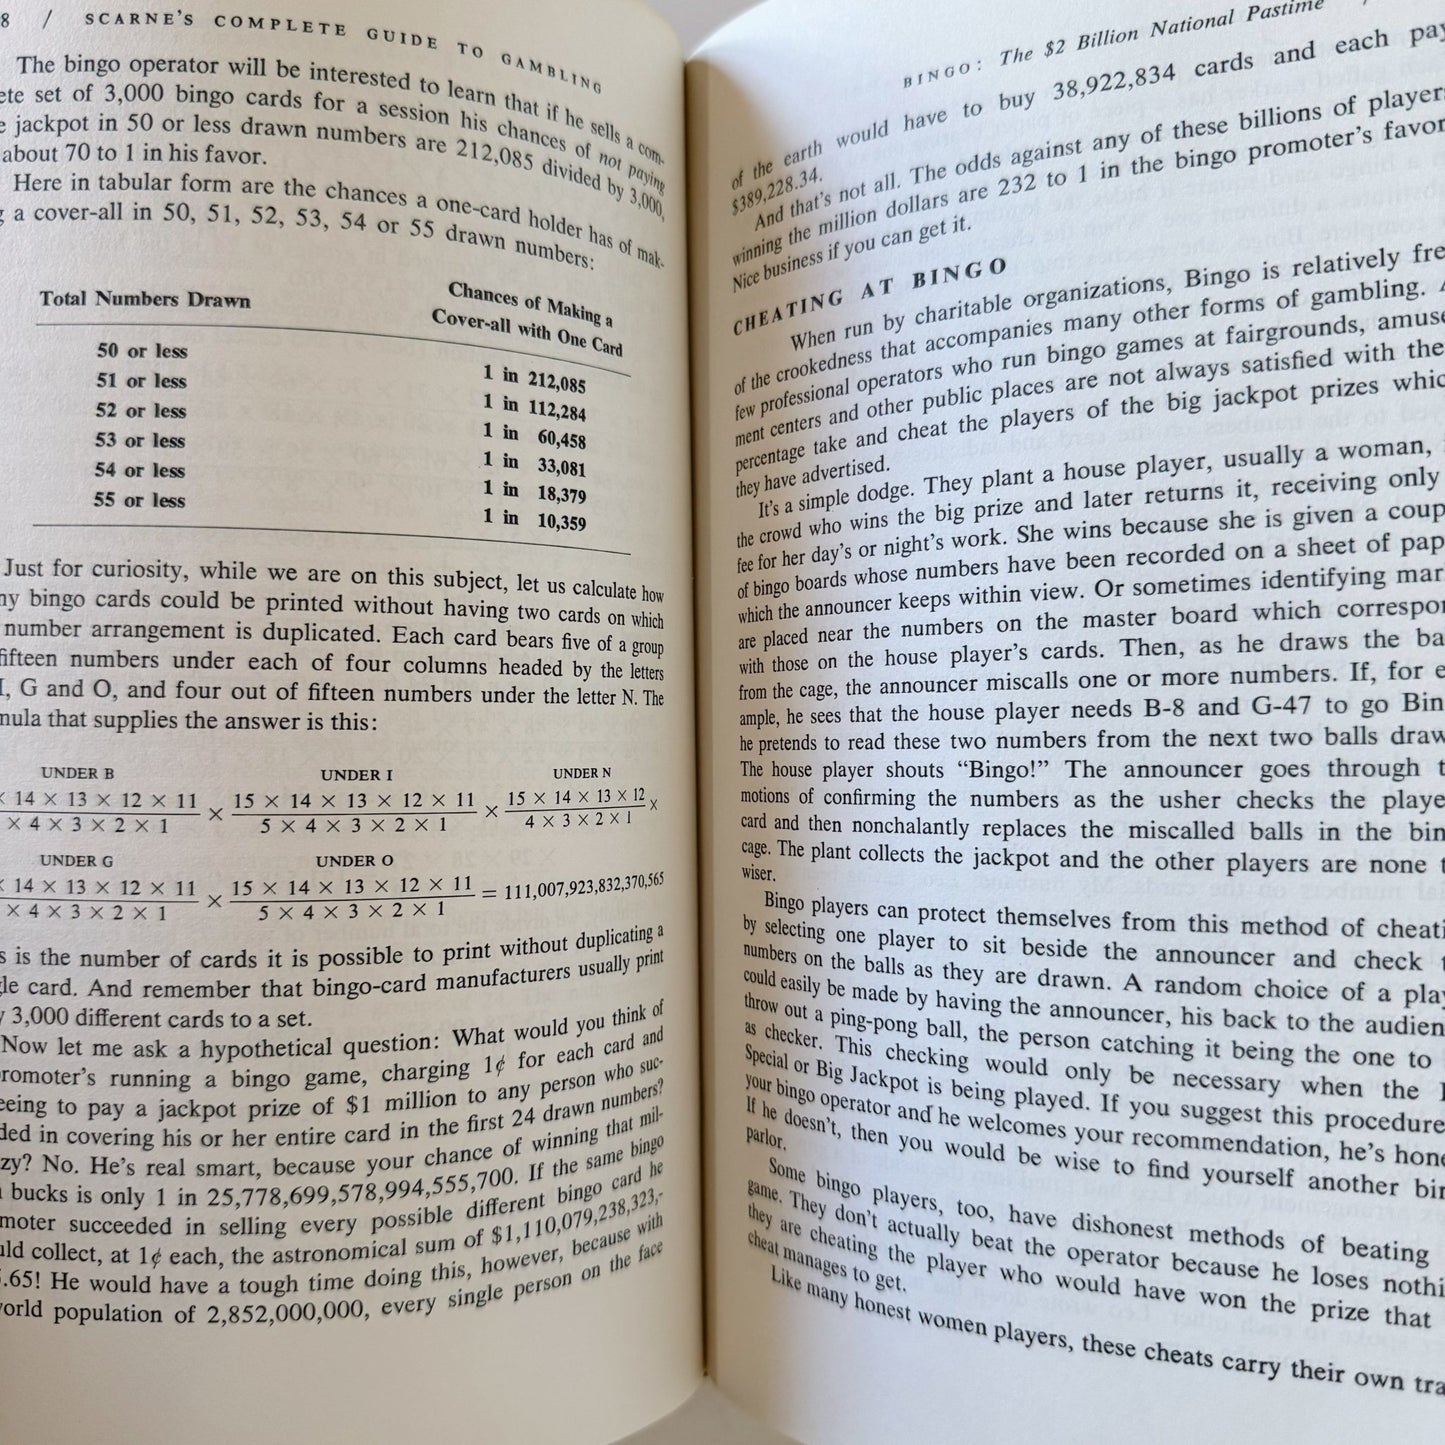 8 / SCARNE'S COMPLETE GUIDE TO GAMBLING
The bingo operator will be interested to learn that if he sells a com-
ete set of 3,000 bingo cards for a session his chances of not paying
e jackpot in 50 or less drawn numbers are 212,085 divided by 3,000,
about 70 to 1 in his favor.
Here in tabular form are the chances a one-card holder has of mak-
g a cover-all in 50, 51, 52, 53, 54 or 55 drawn numbers:
Total Numbers Drawn Chances of Making a
Cover-all with One Card
50 or less 1 in 212,085
51 or less 1 in 112,284
52 or less 1 in 60,458
53 or less 1 in 33,081
54 or less 1 in 18,379
55 or less 1 in 10,359
Just for curiosity, while we are on this subject, let us calculate how
ny bingo cards could be printed without having two cards on which
number arrangement is duplicated. Each card bears five of a group
fifteen numbers under each of four columns headed by the letters
I, G and O, and four out of fifteen numbers under the letter N. The
mula that supplies the answer is this:
UNDER B UNDER I UNDER N
× 14 × 13 × 12 × 11 × 15 × 14 × 13 × 12 × 11 × 15 × 14 × 13 × 12 ×
× 4 × 3 × 2 × 1 5 × 4 × 3 × 2 × 1 4 × 3 × 2 × 1
UNDER G UNDER O
× 14 × 13 × 12 × 11 × 15 × 14 × 13 × 12 × 11 = 111,007,923,832,370,565
× 4 × 3 × 2 × 1 5 × 4 × 3 × 2 × 1
s is the number of cards it is possible to print without duplicating a
gle card. And remember that bingo-card manufacturers usually print
y 3,000 different cards to a set.
Now let me ask a hypothetical question: What would you think of
romoter's running a bingo game, charging 1¢ for each card and
eeing to pay a jackpot prize of $1 million to any person who suc-
ded in covering his or her entire card in the first 24 drawn numbers?
zy? No. He's real smart, because your chance of winning that mil-
bucks is only 1 in 25,778,699,578,994,555,700. If the same bingo
moter succeeded in selling every possible different bingo card he
uld collect, at 1¢ each, the astronomical sum of $1,110,079,238,323,-
.65! He would have a tough time doing this, however, because with
world population of 2,852,000,000, every single person on the face
BINGO: The $2 Billion National Pastime /
of the earth would have to buy 38,922,834 cards and each pay
$389,228.34.
And that's not all. The odds against any of these billions of players
winning the million dollars are 232 to 1 in the bingo promoter's favor.
Nice business if you can get it.
CHEATING AT BINGO
When run by charitable organizations, Bingo is relatively fre
of the crookedness that accompanies many other forms of gambling. A
few professional operators who run bingo games at fairgrounds, amuse
ment centers and other public places are not always satisfied with the
percentage take and cheat the players of the big jackpot prizes whic
they have advertised.
It's a simple dodge. They plant a house player, usually a woman,
the crowd who wins the big prize and later returns it, receiving only
fee for her day's or night's work. She wins because she is given a coup
of bingo boards whose numbers have been recorded on a sheet of pap
which the announcer keeps within view. Or sometimes identifying mar
are placed near the numbers on the master board which correspon
with those on the house player's cards. Then, as he draws the ba
from the cage, the announcer miscalls one or more numbers. If, for e
ample, he sees that the house player needs B-8 and G-47 to go Bin
he pretends to read these two numbers from the next two balls draw
The house player shouts “Bingo!” The announcer goes through t
motions of confirming the numbers as the usher checks the playe
card and then nonchalantly replaces the miscalled balls in the bin
cage. The plant collects the jackpot and the other players are none t
wiser.
Bingo players can protect themselves from this method of cheati
by selecting one player to sit beside the announcer and check t
numbers on the balls as they are drawn. A random choice of a play
could easily be made by having the announcer, his back to the audien
throw out a ping-pong ball, the person catching it being the one to
as checker. This checking would only be necessary when the
Special or Big Jackpot is being played. If you suggest this procedure
your bingo operator and he welcomes your recommendation, he's hone
If he doesn't, then you would be wise to find yourself another bin
parlor.
Some bingo players, too, have dishonest methods of beating
game. They don't actually beat the operator because he loses nothi
they are cheating the player who would have won the prize that
cheat manages to get.
Like many honest women players, these cheats carry their own tra